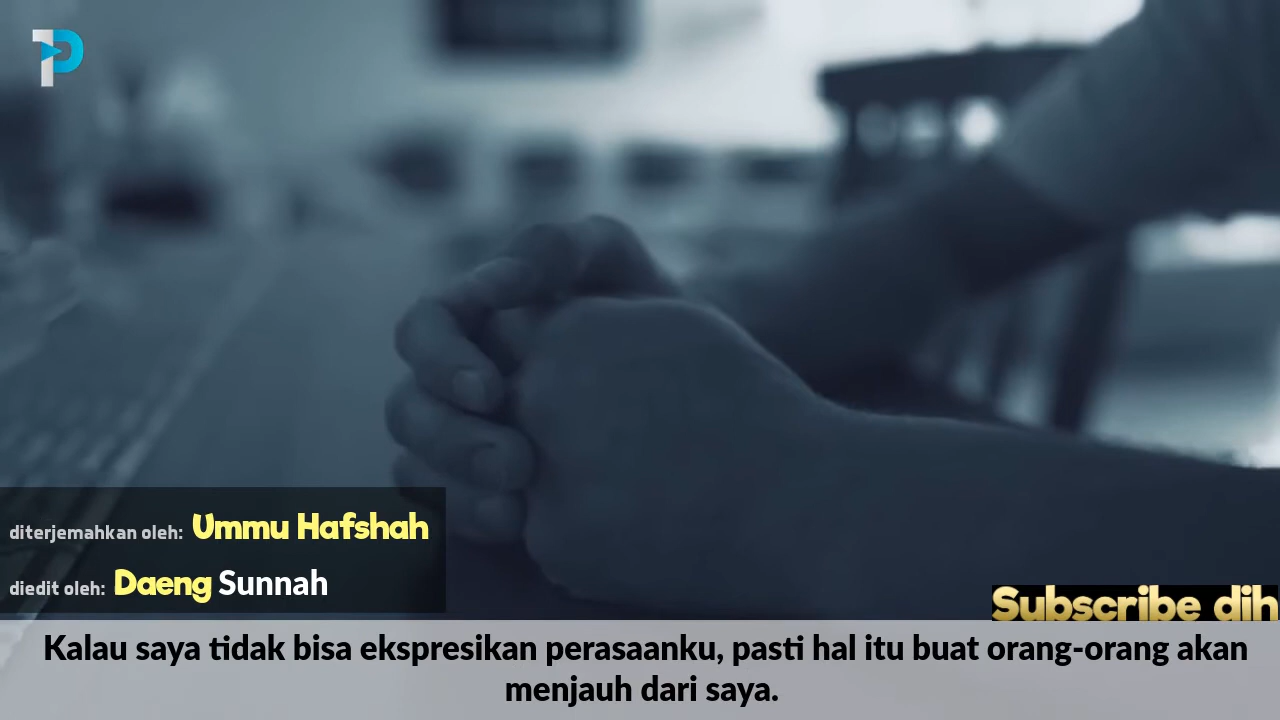 diterjemahkan oleh: Ummu Hafshah
diedit oleh: Daeng Sunnah
Subscribe dih
Kalau saya tidak bisa ekspresikan perasaanku, pasti hal itu buat orang-orang akan
menjauh dari saya.